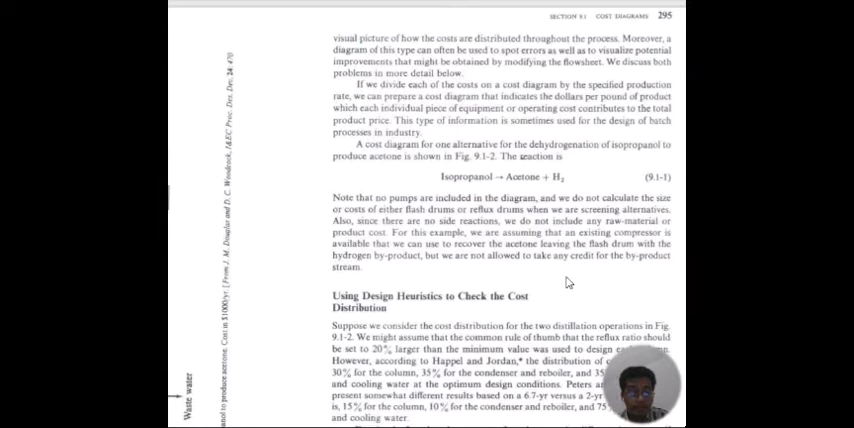 SECTION 9.1 COST DIAGRAMS 295
visual picture of how the costs are distributed throughout the process. Moreover, a
diagram of this type can often be used to spot errors as well as to visualize potential
improvements that might be obtained by modifying the flowsheet. We discuss both
problems in more detail below.
If we divide each of the costs on a cost diagram by the specified production
rate, we can prepare a cost diagram that indicates the dollars per pound of product
which each individual piece of equipment or operating cost contributes to the total
product price. This type of information is sometimes used for the design of batch
processes in industry.
A cost diagram for one alternative for the dehydrogenation of isopropanol to
produce acetone is shown in Fig. 9.1-2. The reaction is
Isopropanol → Acetone + H₂ (9.1-1)
Note that no pumps are included in the diagram, and we do not calculate the size
or costs of either flash drums or reflux drums when we are screening alternatives.
Also, since there are no side reactions, we do not include any raw-material or
product cost. For this example, we are assuming that an existing compressor is
available that we can use to recover the acetone leaving the flash drum with the
hydrogen by-product, but we are not allowed to take any credit for the by-product
stream.
Using Design Heuristics to Check the Cost
Distribution
Suppose we consider the cost distribution for the two distillation operations in Fig.
9.1-2. We might assume that the common rule of thumb that the reflux ratio should
be set to 20% larger than the minimum value was used to design
However, according to Happel and Jordan,* the distribution of
30% for the column, 35% for the condenser and reboiler, and 35
and cooling water at the optimum design conditions. Peters
present somewhat different results based on a 6.7-yr versus a 2-yr
is, 15% for the column, 10% for the condenser and reboiler, and 75
and cooling water.
Waste water
nol to produce acetone. Cost in $1000/yr. [From J. M. Douglas and D. C. Woodcock, I&EC Proc. Des. Dev. 24: 470